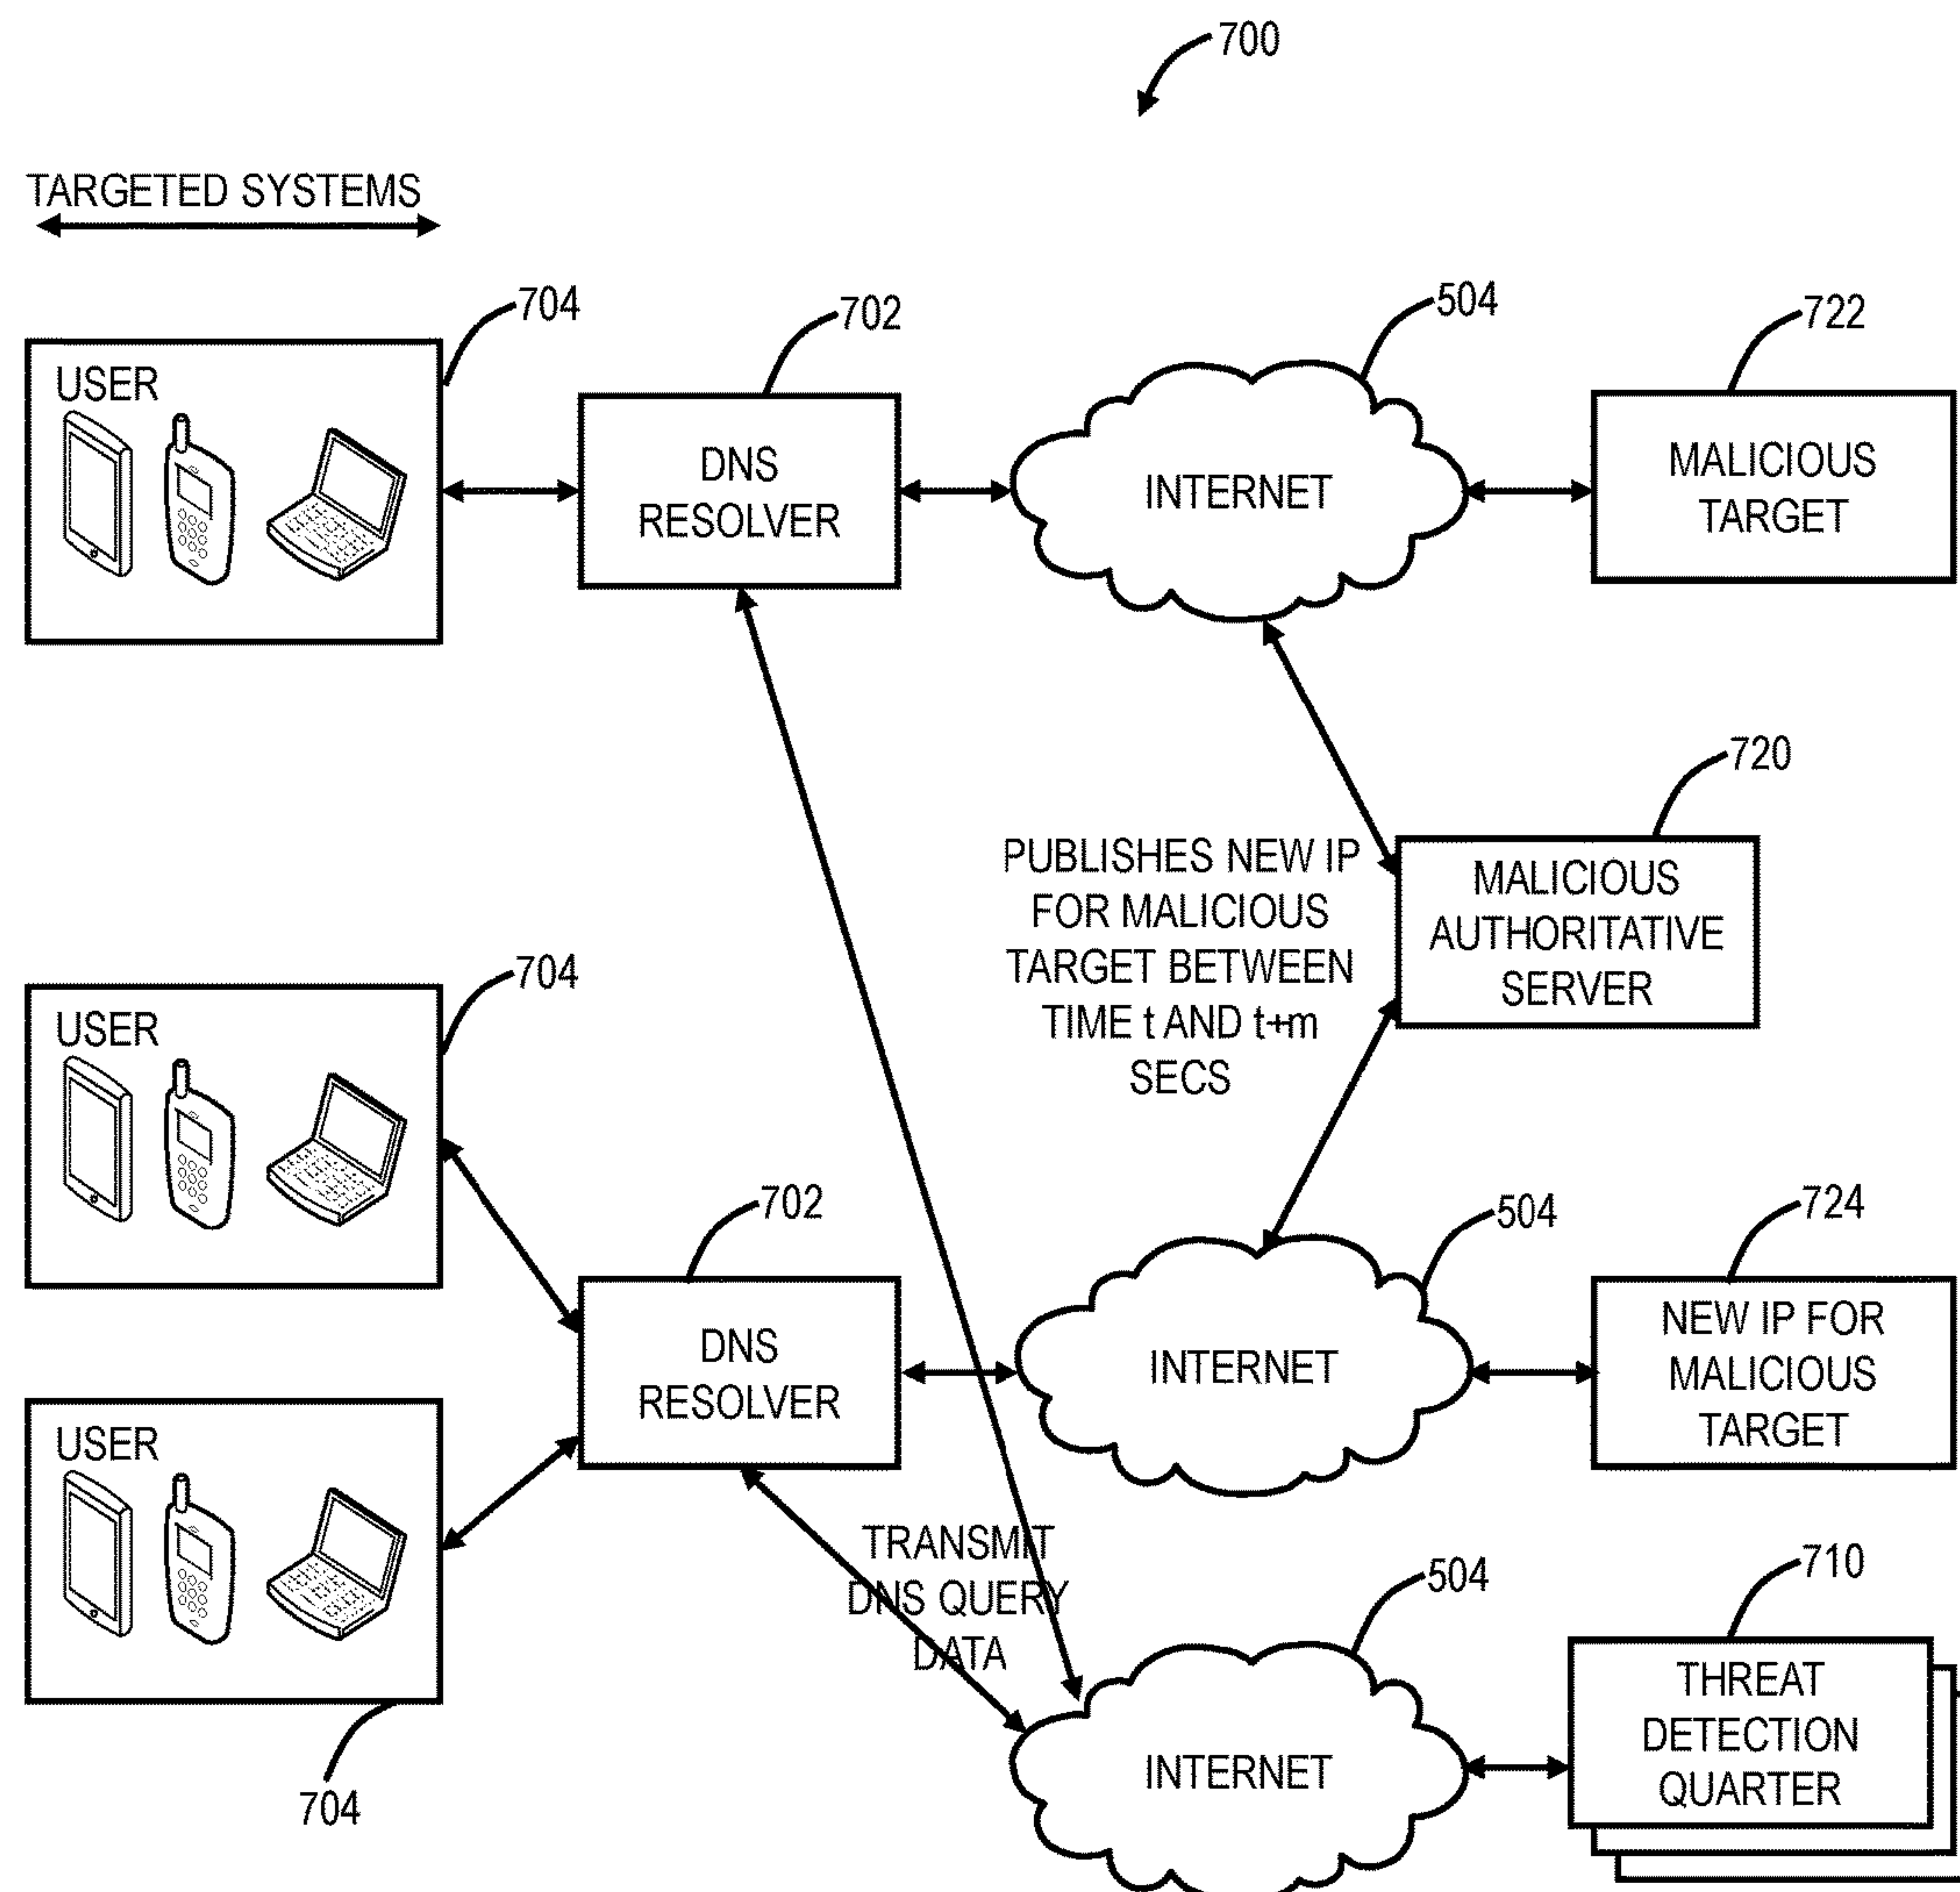 700
TARGETED SYSTEMS
704
702
504
722
USER
DNS
RESOLVER
INTERNET
MALICIOUS
TARGET
720
PUBLISHES NEW IP
FOR MALICIOUS
TARGET BETWEEN
TIME t AND t+m
SECS
MALICIOUS
AUTHORITATIVE
SERVER
704
USER
702
504
724
DNS
RESOLVER
INTERNET
NEW IP FOR
MALICIOUS
TARGET
USER
704
TRANSMIT
DNS QUERY
DATA
504
710
INTERNET
THREAT
DETECTION
QUARTER